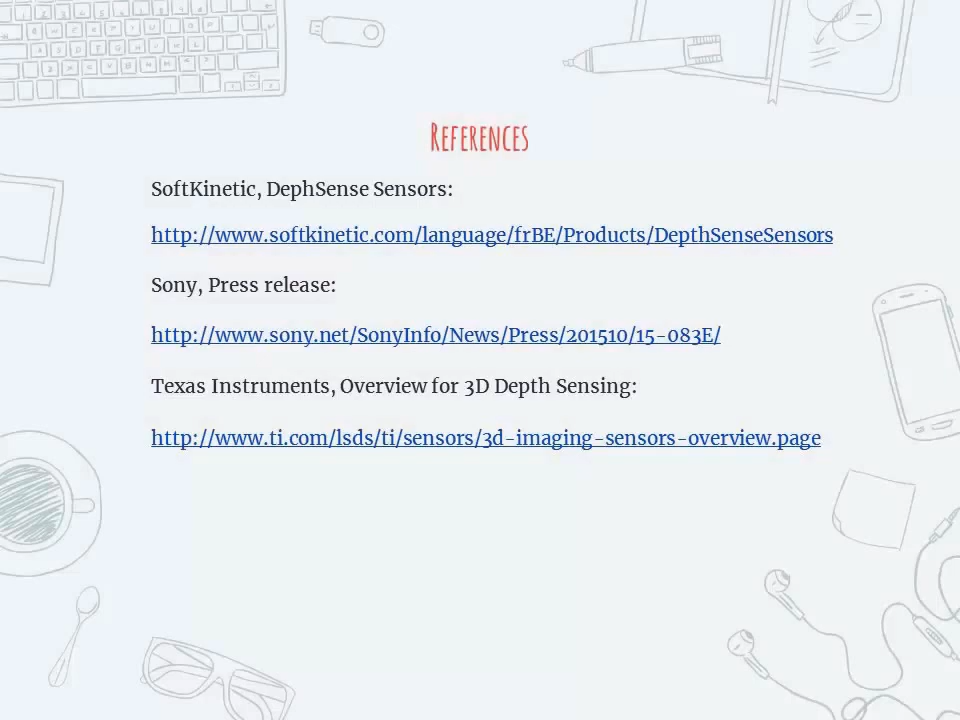 References
SoftKinetic, DephSense Sensors:
http://www.softkinetic.com/language/frBE/Products/DepthSenseSensors
Sony, Press release:
http://www.sony.net/SonyInfo/News/Press/201510/15-083E/
Texas Instruments, Overview for 3D Depth Sensing:
http://www.ti.com/lsds/ti/sensors/3d-imaging-sensors-overview.page